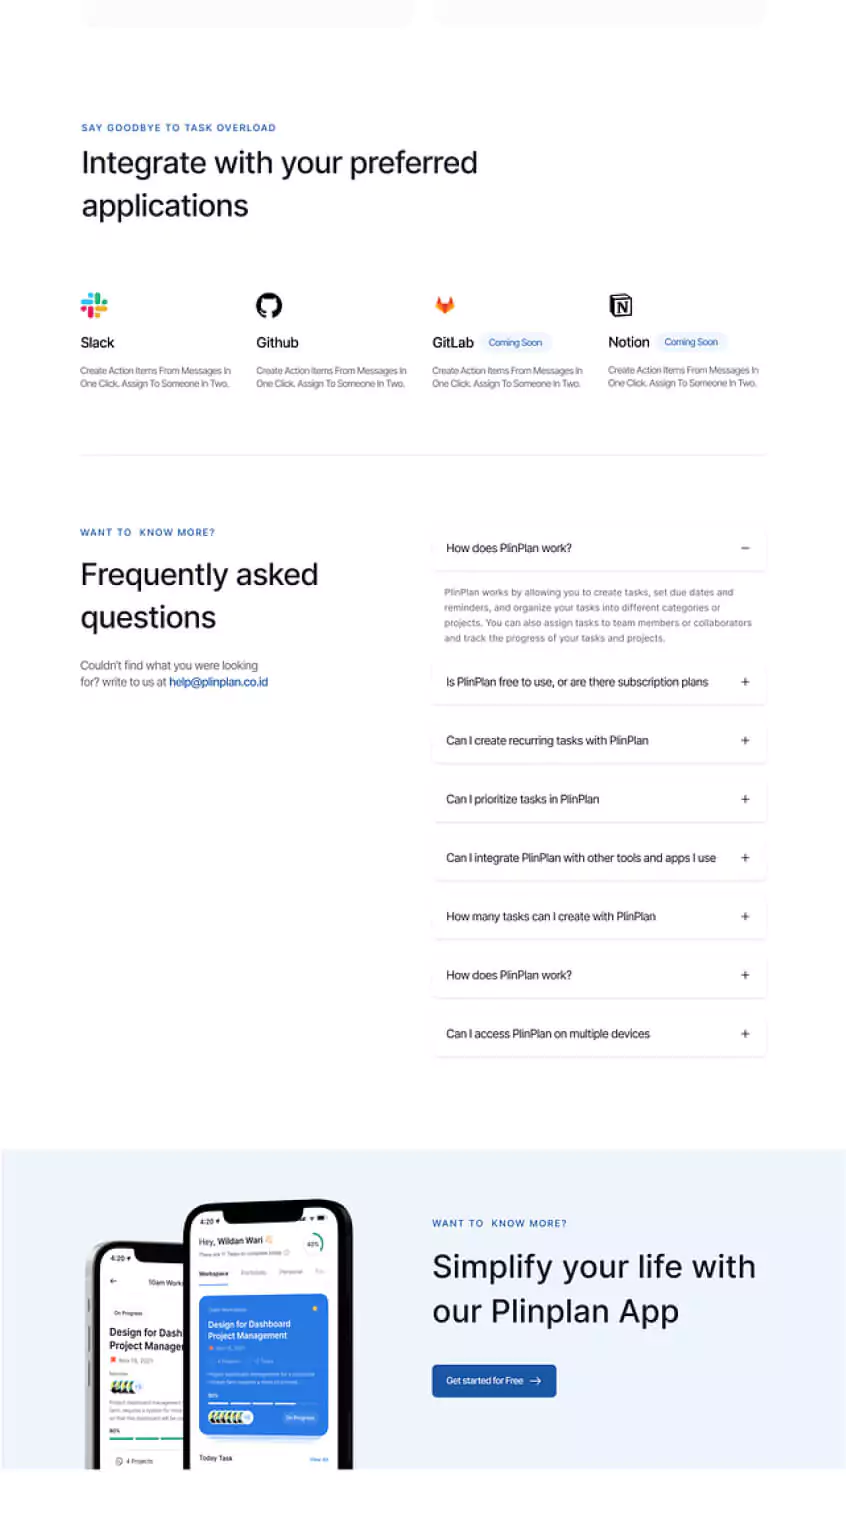 SAY GOODBYE TO TASK OVERLOAD
Integrate with your preferred
applications
Slack
Create Action Items From Messages In
One Click. Assign To Someone In Two.
Github
Create Action Items From Messages In
One Click. Assign To Someone In Two.
GitLab Coming Soon
Create Action Items From Messages In
One Click. Assign To Someone In Two.
Notion Coming Soon
Create Action Items From Messages In
One Click. Assign To Someone In Two.
WANT TO KNOW MORE?
Frequently asked
questions
Couldn't find what you were looking
for? write to us at help@plinplan.co.id
How does PlinPlan work?
PlinPlan works by allowing you to create tasks, set due dates and
reminders, and organize your tasks into different categories or
projects. You can also assign tasks to team members or collaborators
and track the progress of your tasks and projects.
Is PlinPlan free to use, or are there subscription plans
Can I create recurring tasks with PlinPlan
Can I prioritize tasks in PlinPlan
Can I integrate PlinPlan with other tools and apps I use
How many tasks can I create with PlinPlan
How does PlinPlan work?
Can I access PlinPlan on multiple devices
4:20
10am Works
On Progress
Design for Dash
Project Manage
Nov 15, 2021
Member
80%
4 Projects
4:20
Hey, Wildan Wari
There are 11 Tasks to complete today
40%
Workspace
Personal
Design for Dashboard
Project Management
Nov 15, 2021
4 Projects
80%
On Progress
Today Task
View All
WANT TO KNOW MORE?
Simplify your life with
our Plinplan App
Get started for Free